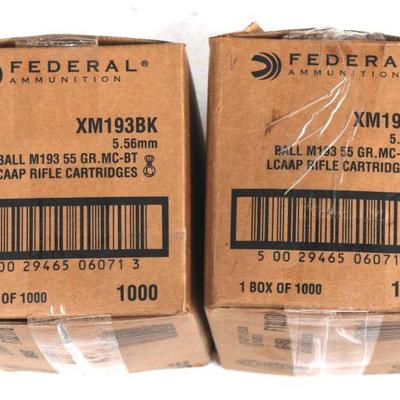 FEDERAL®
AMMUNITION
XM193BK
5.56mm
BALL M193 55 GR.MC-BT
LCAAP RIFLE CARTRIDGES
5 00 29465 06071 3
OF 1000
1000
FEDERAL®
AMMUNITION
XM19
5.
BALL M193 55 GR.MC-
LCAAP RIFLE CARTRIDGE
5 00 29465 06071
1 BOX OF 1000
1